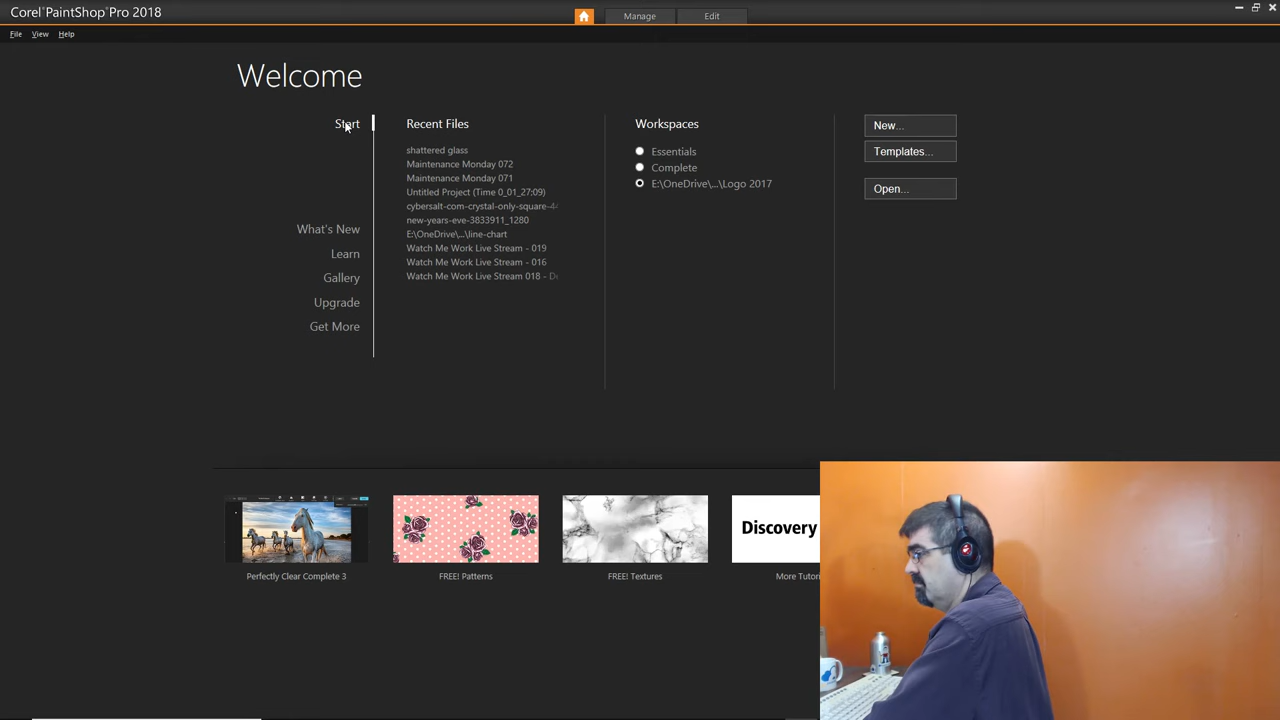 Corel® PaintShop® Pro 2018
Manage
Edit
File
View
Help
Welcome
Start
What's New
Learn
Gallery
Upgrade
Get More
Recent Files
shattered glass
Maintenance Monday 072
Maintenance Monday 071
Untitled Project (Time 0_01_27;09)
cybersalt-com-crystal-only-square-
new-years-eve-3833911_1280
E:\OneDrive\...\line-chart
Watch Me Work Live Stream - 019
Watch Me Work Live Stream - 016
Watch Me Work Live Stream 018 -
Workspaces
Essentials
Complete
E:\OneDrive\...\Logo 2017
New...
Templates...
Open...
Discovery
Perfectly Clear Complete 3
FREE! Patterns
FREE! Textures
More Tutori